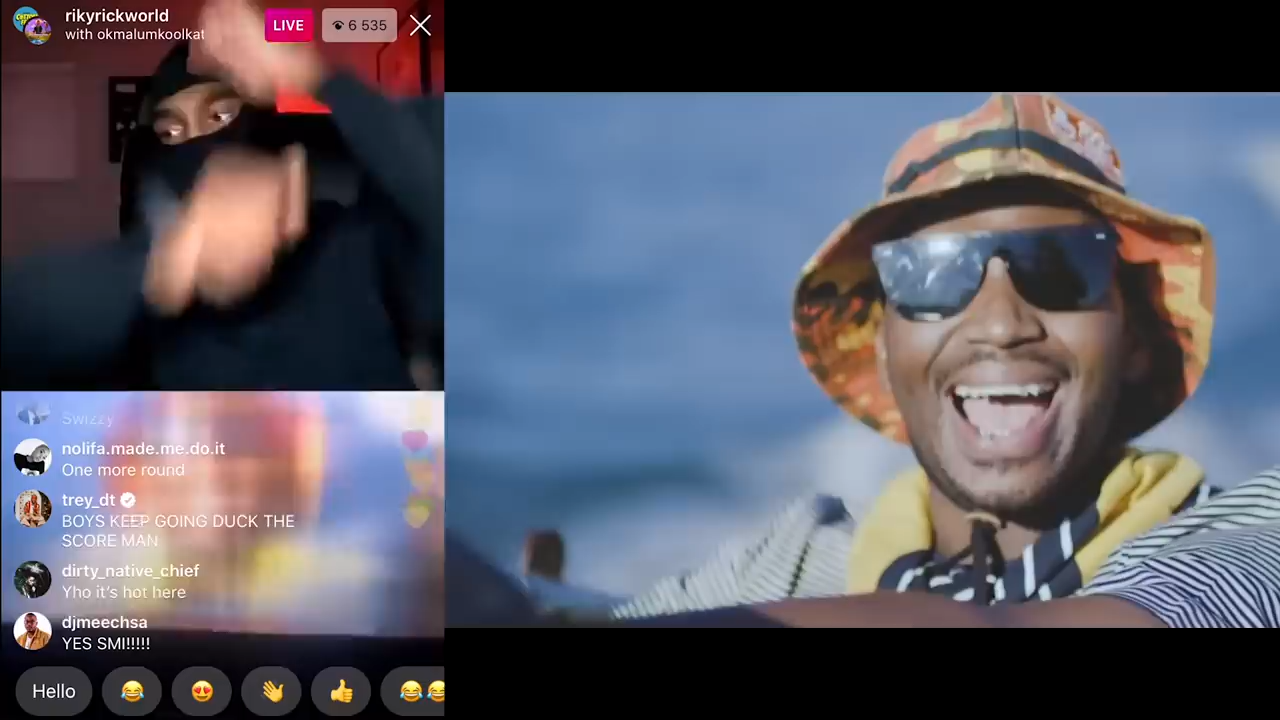 rikyrickworld
with okmalumkoolkat
LIVE
6 535
Swizzy
nolifa.made.me.do.it
One more round
trey_dt
BOYS KEEP GOING DUCK THE
SCORE MAN
dirty_native_chief
Yho it's hot here
djmeechsa
YES SMI!!!!!
Hello